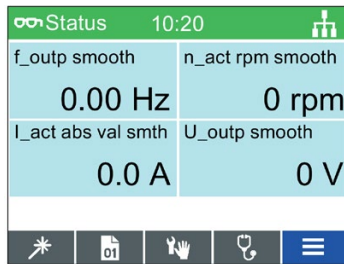 Status 10:20
f_outp smooth n_act rpm smooth
0.00 Hz 0 rpm
I_act abs val smth U_outp smooth
0.0 A 0 V
01